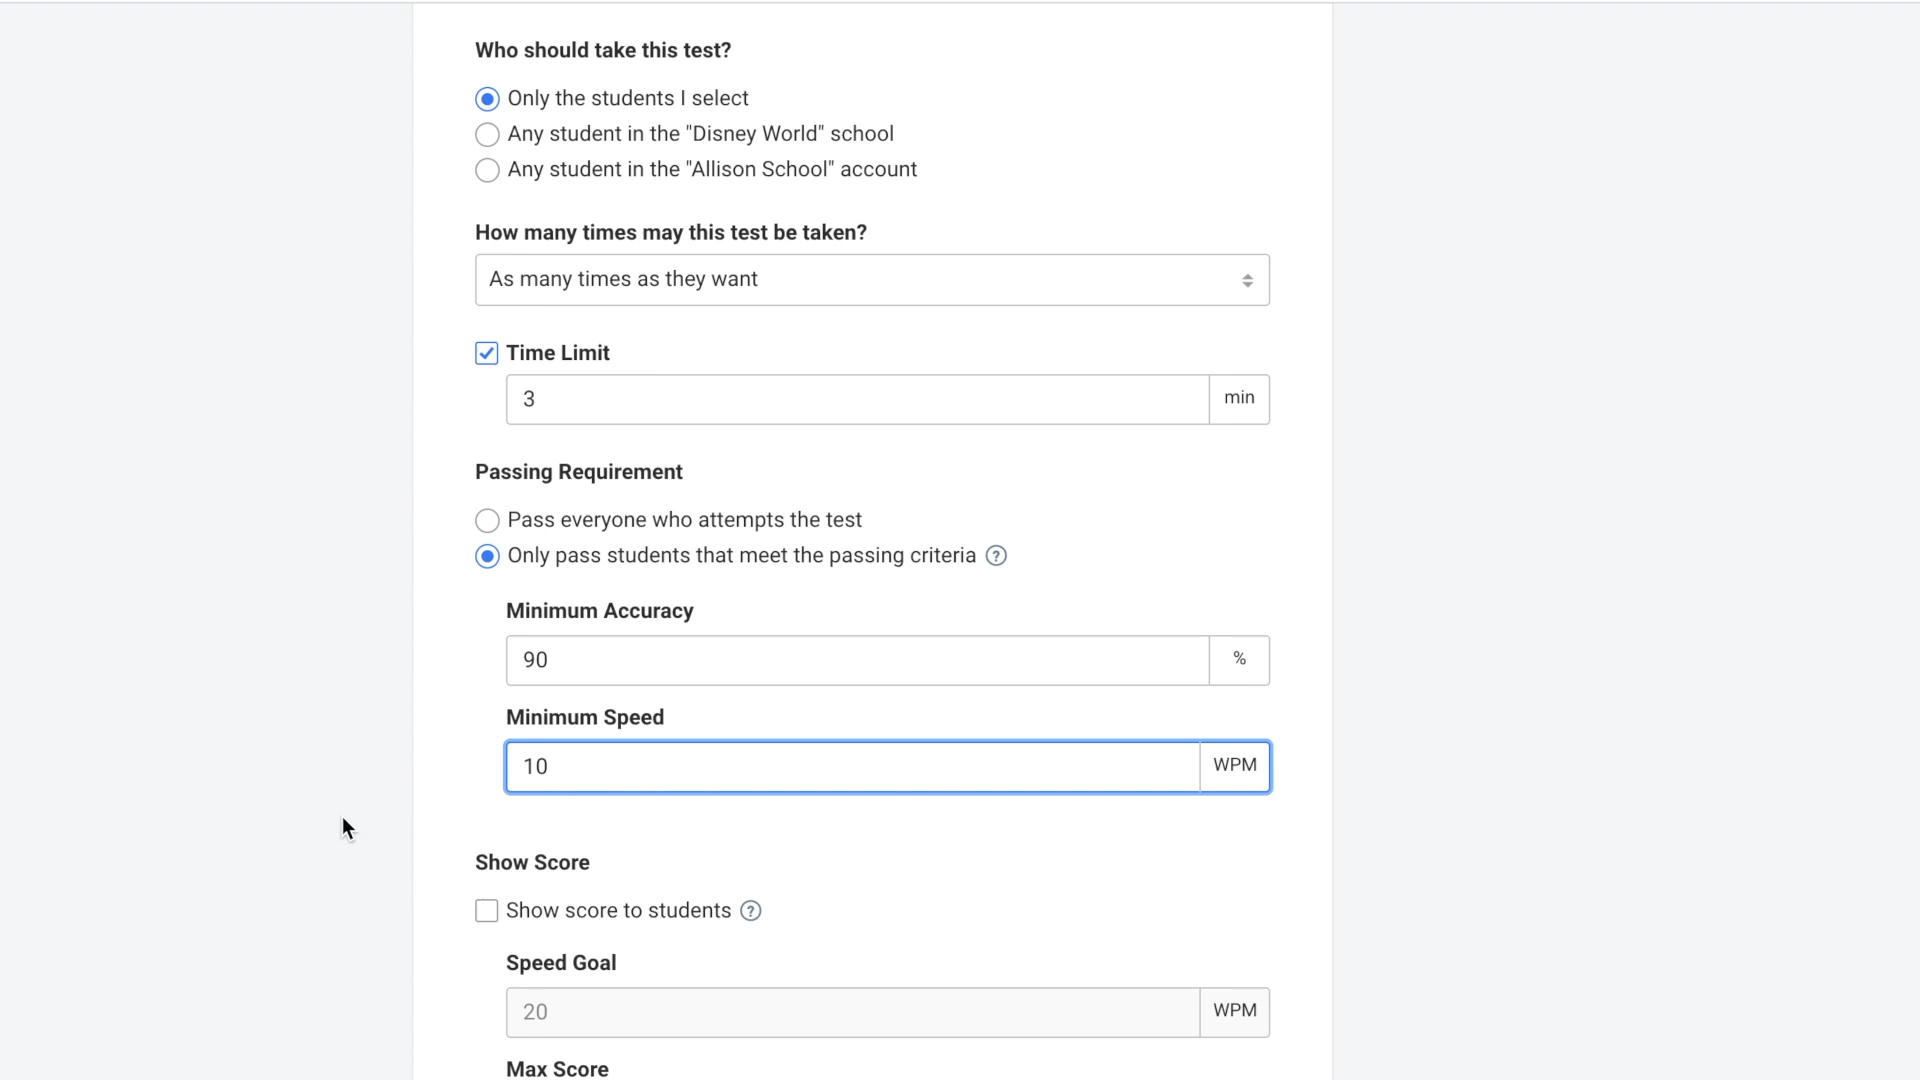 Who should take this test?
Only the students I select
Any student in the "Disney World" school
Any student in the "Allison School" account
How many times may this test be taken?
As many times as they want
Time Limit
3 min
Passing Requirement
Pass everyone who attempts the test
Only pass students that meet the passing criteria ?
Minimum Accuracy
90 %
Minimum Speed
10 WPM
Show Score
Show score to students ?
Speed Goal
20 WPM
Max Score